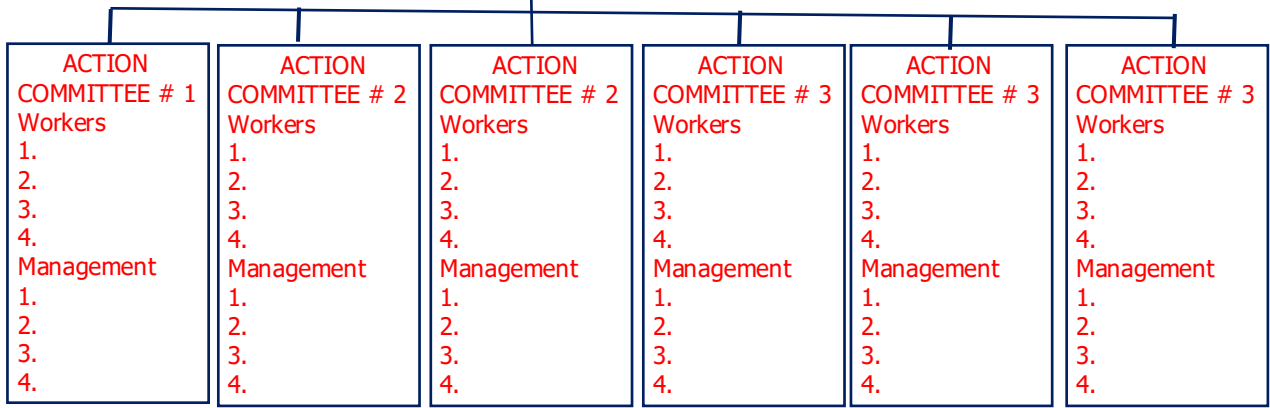 ACTION
COMMITTEE # 1
Workers
1.
2.
3.
4.
Management
1.
2.
3.
4.
ACTION
COMMITTEE # 2
Workers
1.
2.
3.
4.
Management
1.
2.
3.
4.
ACTION
COMMITTEE # 2
Workers
1.
2.
3.
4.
Management
1.
2.
3.
4.
ACTION
COMMITTEE # 3
Workers
1.
2.
3.
4.
Management
1.
2.
3.
4.
ACTION
COMMITTEE # 3
Workers
1.
2.
3.
4.
Management
1.
2.
3.
4.
ACTION
COMMITTEE # 3
Workers
1.
2.
3.
4.
Management
1.
2.
3.
4.